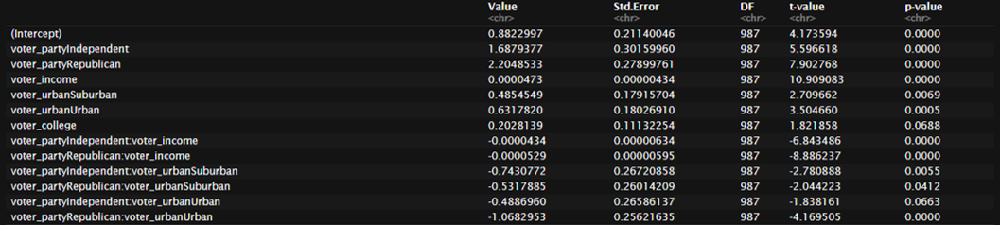 Value Std.Error DF t-value p-value
<chr> <chr> <chr> <chr> <chr>
(Intercept) 0.8822997 0.21140046 987 4.173594 0.0000
voter_partyIndependent 1.6879377 0.30159960 987 5.596618 0.0000
voter_partyRepublican 2.2048533 0.27899761 987 7.902768 0.0000
voter_income 0.0000473 0.00000434 987 10.909083 0.0000
voter_urbanSuburban 0.4854549 0.17915704 987 2.709662 0.0069
voter_urbanUrban 0.6317820 0.18026910 987 3.504660 0.0005
voter_college 0.2028139 0.11132254 987 1.821858 0.0688
voter_partyIndependent:voter_income -0.0000434 0.00000634 987 -6.843486 0.0000
voter_partyRepublican:voter_income -0.0000529 0.00000595 987 -8.886237 0.0000
voter_partyIndependent:voter_urbanSuburban -0.7430772 0.26720858 987 -2.780888 0.0055
voter_partyRepublican:voter_urbanSuburban -0.5317885 0.26014209 987 -2.044223 0.0412
voter_partyIndependent:voter_urbanUrban -0.4886960 0.26586137 987 -1.838161 0.0663
voter_partyRepublican:voter_urbanUrban -1.0682953 0.25621635 987 -4.169505 0.0000